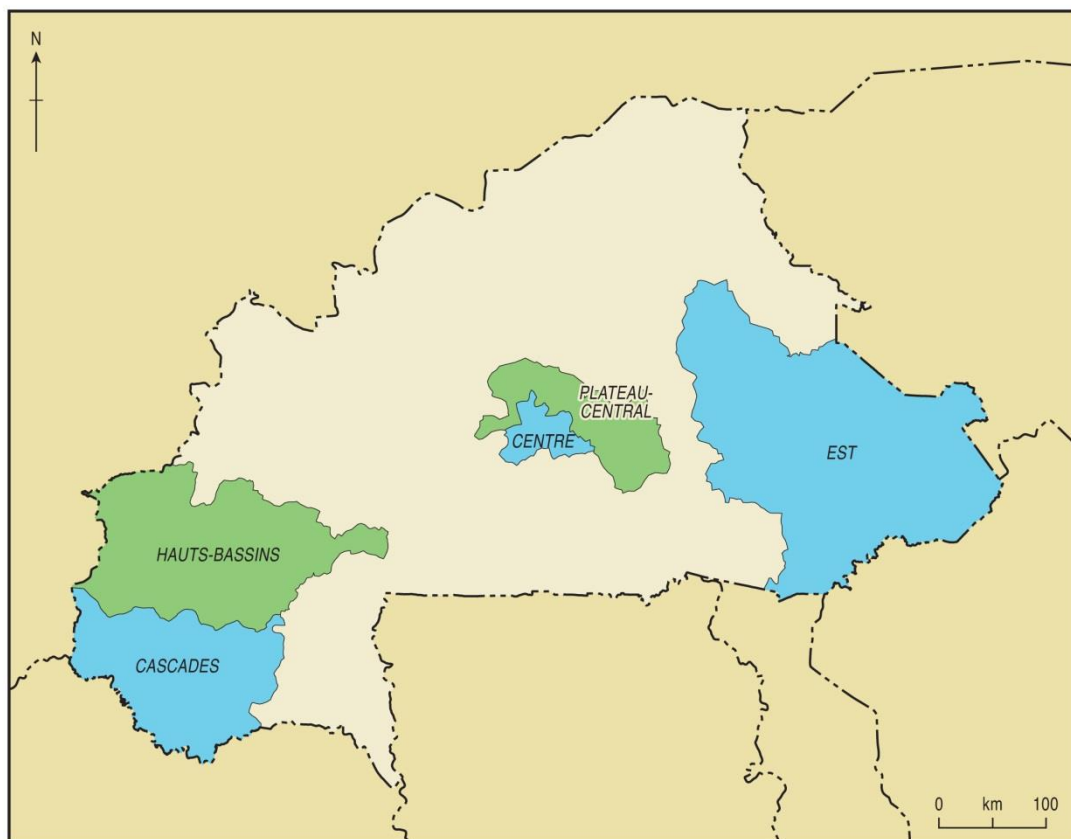 N
PLATEAU-
CENTRAL
CENTRE
EST
HAUTS-BASSINS
CASCADES
0 km 100